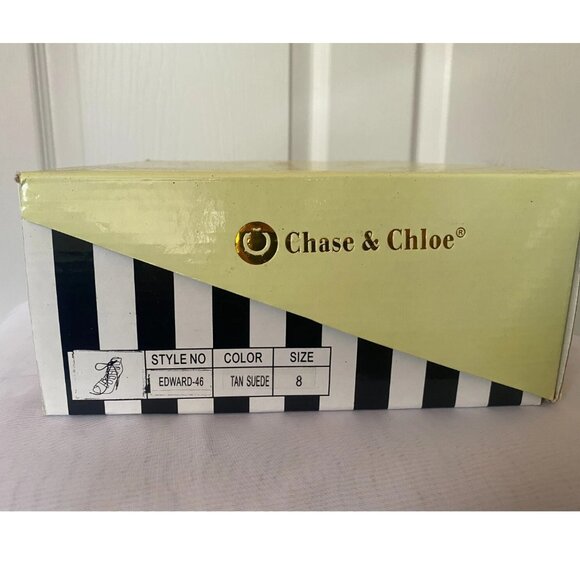 Chase & Chloe®
STYLE NO COLOR SIZE
EDWARD-46 TAN SUEDE 8